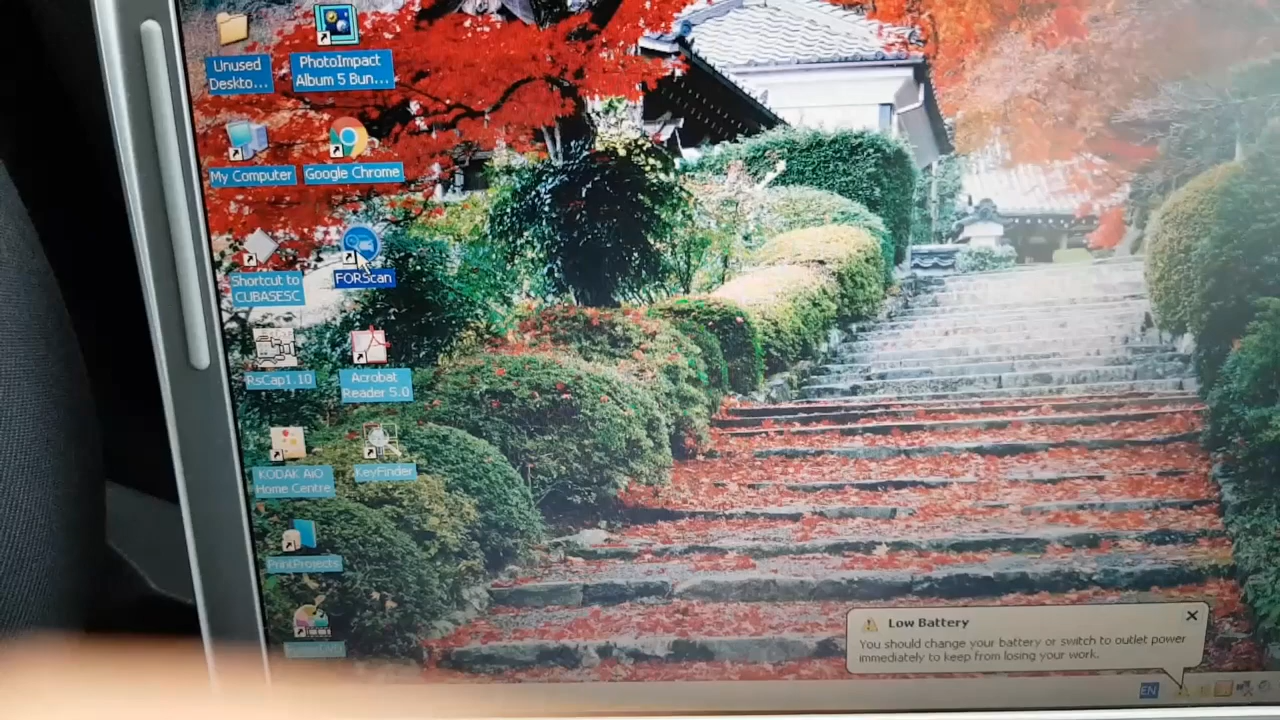 Unused
Deskto...
PhotoImpact
Album 5 Bun...
My Computer
Google Chrome
Shortcut to
CUBASESC
FORScan
RsCap1.10
Acrobat
Reader 5.0
KODAK AiO
Home Centre
KeyFinder
PrintProjects
Low Battery
You should change your battery or switch to outlet power
immediately to keep from losing your work.
EN